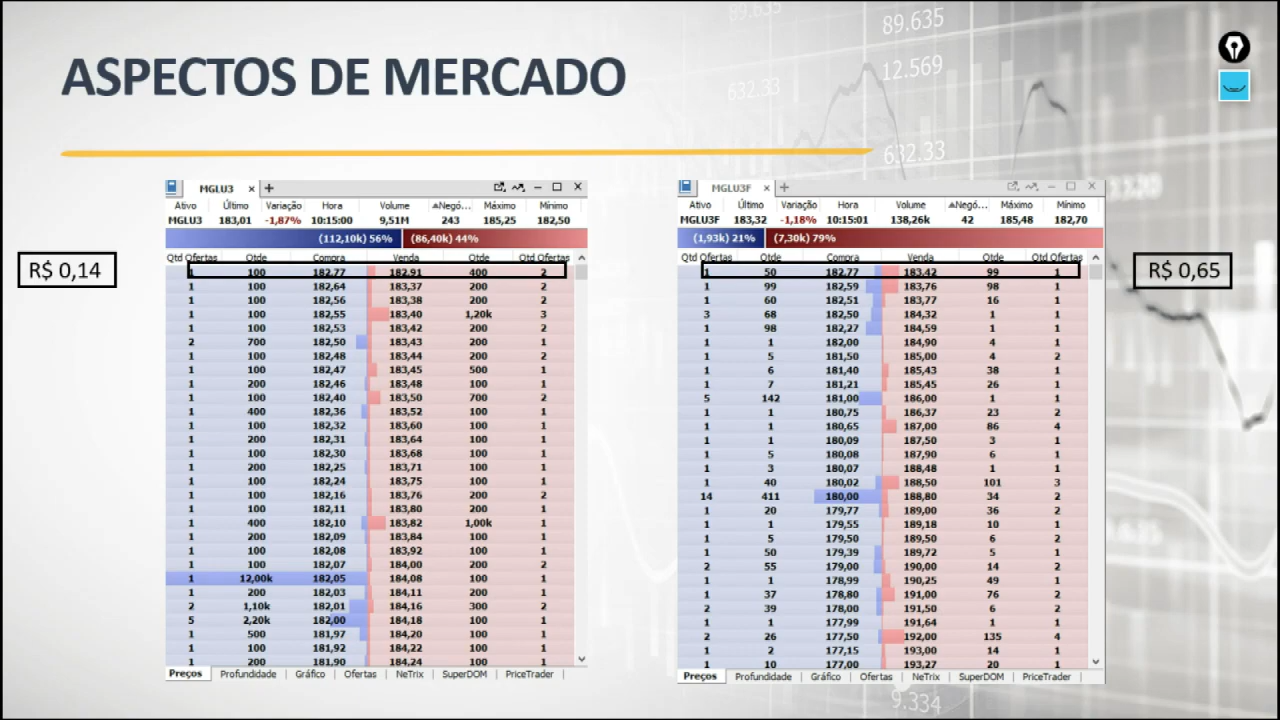 89.635
89.635
12.569
632.33
632.33
ASPECTOS DE MERCADO
MGLU3 × +
Ativo Último Variação Hora Volume Negó... Máximo Mínimo
MGLU3 183,01 -1,87% 10:15:00 9,51M 243 185,25 182,50
(112,10k) 56% (86,40k) 44%
Qtd Ofertas Qtde Compra Venda Qtde Qtd Ofertas
R$ 0,14
1 100 182,77 182,91 400 2
1 100 182,64 183,37 200 2
1 100 182,56 183,38 200 2
1 100 182,55 183,40 1,20k 3
1 100 182,53 183,42 200 2
2 700 182,50 183,43 200 1
1 100 182,48 183,44 200 2
1 100 182,47 183,45 500 1
1 200 182,46 183,48 100 1
1 100 182,40 183,50 700 2
1 400 182,36 183,52 100 1
1 100 182,32 183,60 100 1
1 200 182,31 183,64 100 1
1 100 182,30 183,68 100 1
1 200 182,25 183,71 100 1
1 100 182,24 183,75 100 1
1 100 182,16 183,76 200 2
1 100 182,11 183,80 200 1
1 400 182,10 183,82 1,00k 1
1 200 182,09 183,84 100 1
1 100 182,08 183,92 100 1
1 100 182,07 184,00 200 2
1 12,00k 182,05 184,08 100 1
1 200 182,03 184,11 200 1
2 1,10k 182,01 184,16 300 2
5 2,20k 182,00 184,18 100 1
1 500 181,97 184,20 100 1
1 100 181,92 184,22 100 1
1 200 181,90 184,24 100 1
Preços Profundidade Gráfico Ofertas NeTrix SuperDOM PriceTrader
MGLU3F × +
Ativo Último Variação Hora Volume Negó... Máximo Mínimo
MGLU3F 183,32 -1,18% 10:15:01 138,26k 42 185,48 182,70
(1,93k) 21% (7,30k) 79%
Qtd Ofertas Qtde Compra Venda Qtde Qtd Ofertas
R$ 0,65
1 50 182,77 183,42 99 1
1 99 182,59 183,76 98 1
1 60 182,51 183,77 16 1
3 68 182,50 184,32 1 1
1 98 182,27 184,59 1 1
1 1 182,00 184,90 4 1
1 5 181,50 185,00 4 2
1 6 181,40 185,43 38 1
1 7 181,21 185,45 26 1
5 142 181,00 186,00 1 1
1 1 180,75 186,37 23 2
1 1 180,65 187,00 86 4
1 1 180,09 187,50 3 1
1 5 180,08 187,90 6 1
1 3 180,07 188,48 1 1
1 40 180,02 188,50 101 3
14 411 180,00 188,80 34 2
1 20 179,77 189,00 36 2
1 1 179,55 189,18 10 1
1 5 179,50 189,50 6 2
1 50 179,39 189,72 5 1
2 55 179,00 190,00 14 2
1 1 178,99 190,25 49 1
1 37 178,80 191,00 76 2
2 39 178,00 191,50 6 2
1 1 177,99 191,64 1 1
2 26 177,50 192,00 135 4
1 2 177,15 193,00 14 1
1 10 177,00 193,27 20 1
Preços Profundidade Gráfico Ofertas NeTrix SuperDOM PriceTrader
9.334